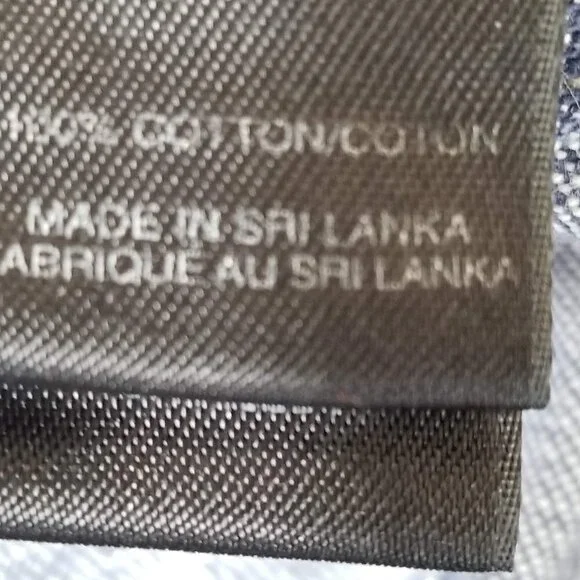 100% COTTON/COTON
MADE IN SRI LANKA
ABRIQUE AU SRI LANKA